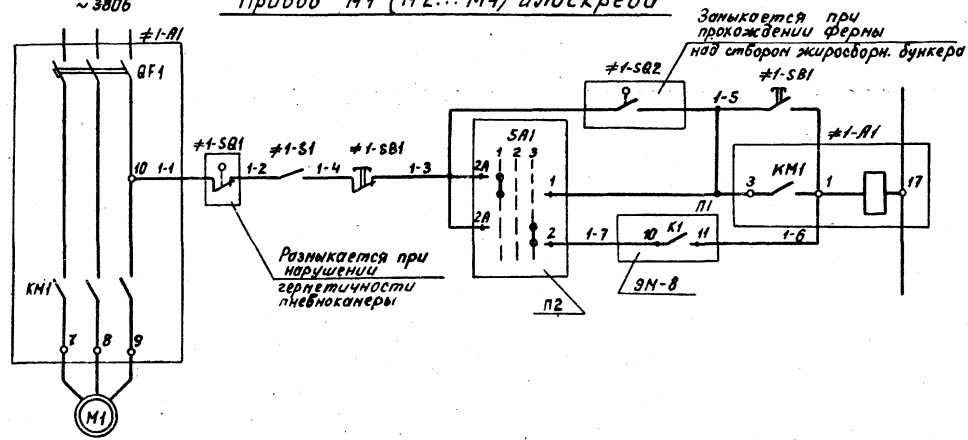 ~380В
Привод М1 (М2...М4) илоскреба
≠1-А1
QF1
10
1-1
≠1-SQ1
1-2
≠1-S1
1-4
≠1-SB1
1-3
Размыкается при
нарушении
герметичности
пневмокамеры
КМ1
7
8
9
М1
SA1
1 2 3
2А
2А
1
2
П2
≠1-SQ2
Замыкается при
прохождении фермы
над створом жиросборн. бункера
1-5
≠1-SB1
≠1-А1
3
КМ1
1
17
П1
1-7
10
К1
11
1-6
ЭМ-8